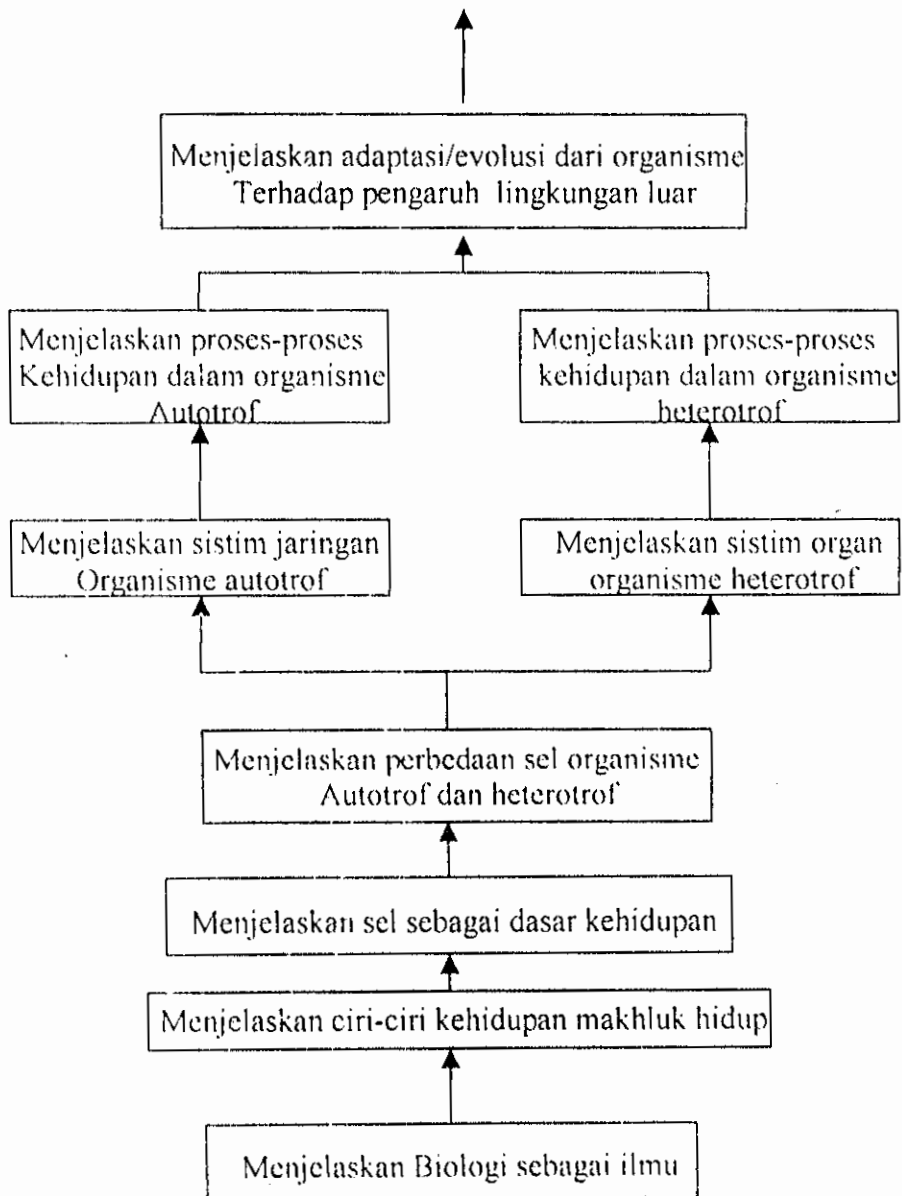 Menjelaskan adaptasi/evolusi dari organisme
Terhadap pengaruh lingkungan luar
Menjelaskan proses-proses
Kehidupan dalam organisme
Autotrof
Menjelaskan proses-proses
kehidupan dalam organisme
heterotrof
Menjelaskan sistim jaringan
Organisme autotrof
Menjelaskan sistim organ
organisme heterotrof
Menjelaskan perbedaan sel organisme
Autotrof dan heterotrof
Menjelaskan sel sebagai dasar kehidupan
Menjelaskan ciri-ciri kehidupan makhluk hidup
Menjelaskan Biologi sebagai ilmu